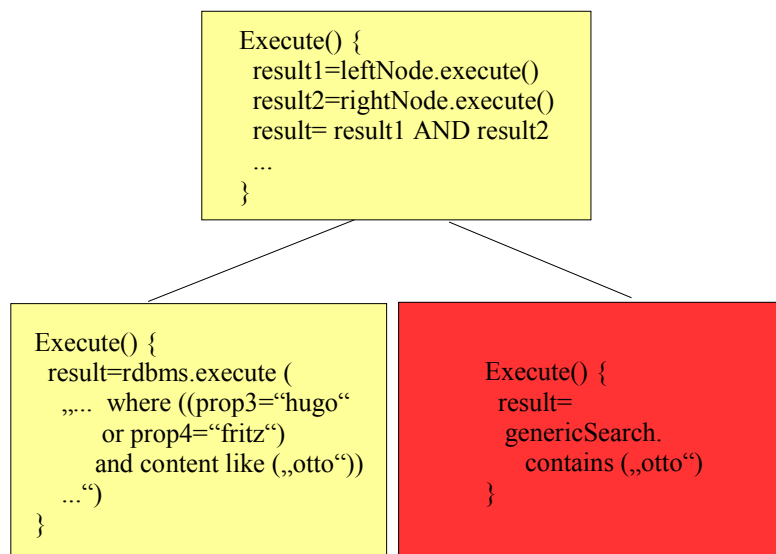 Execute() {
result1=leftNode.execute()
result2=rightNode.execute()
result= result1 AND result2
...
}
Execute() {
result=rdbms.execute (
„... where ((prop3=“hugo“
or prop4=“fritz“)
and content like („otto“))
...“)
}
Execute() {
result=
genericSearch.
contains („otto“)
}